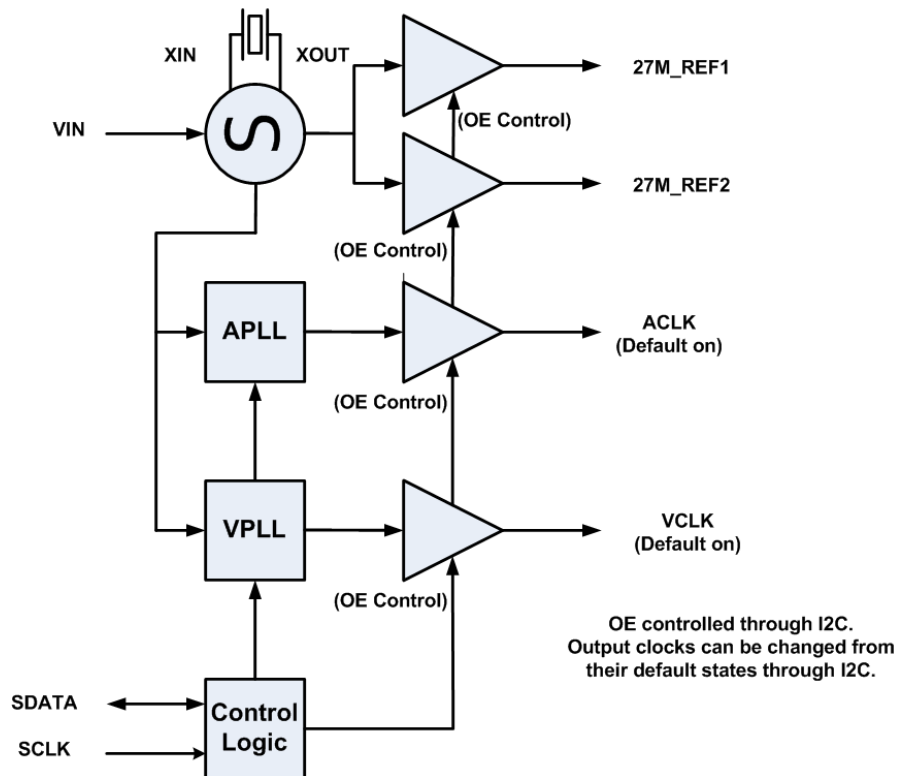 XIN
XOUT
VIN
27M_REF1
(OE Control)
27M_REF2
(OE Control)
APLL
ACLK
(Default on)
(OE Control)
VPLL
VCLK
(Default on)
(OE Control)
OE controlled through I2C.
Output clocks can be changed from
their default states through I2C.
SDATA
SCLK
Control
Logic